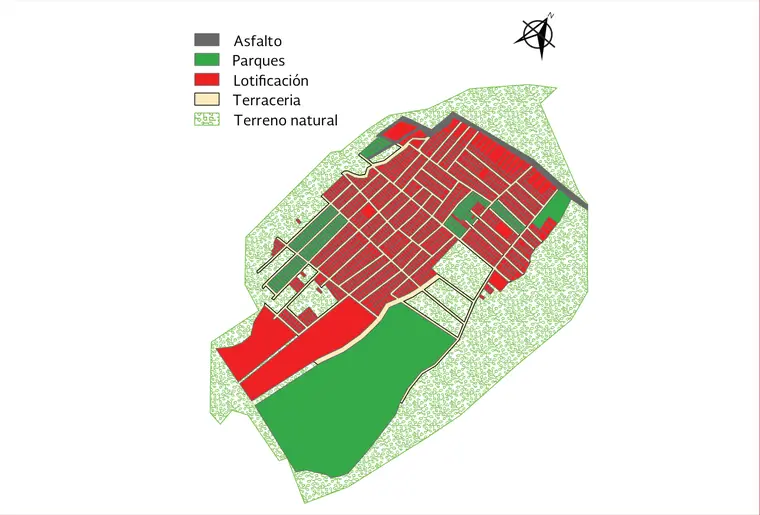 N
Asfalto
Parques
Lotificación
Terraceria
Terreno natural